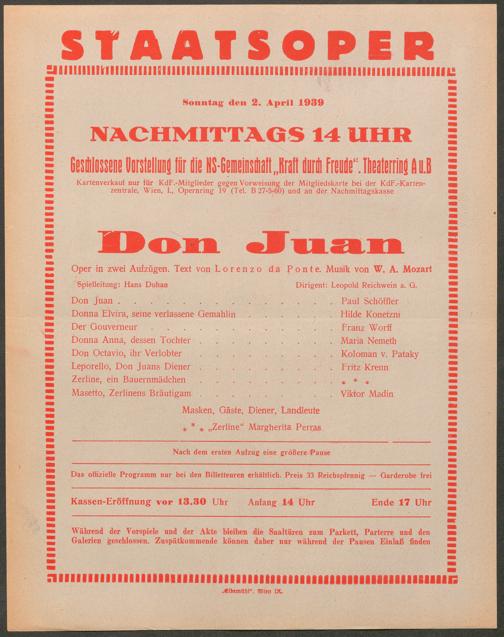 STAATSOPER
Sonntag den 2. April 1939
NACHMITTAGS 14 UHR
Geschlossene Vorstellung für die NS-Gemeinschaft „Kraft durch Freude“. Theaterring A u. B
Kartenverkauf nur für KdF.-Mitglieder gegen Vorweisung der Mitgliedskarte bei der KdF.-Karten-
zentrale, Wien, I., Opernring 19 (Tel. B 27-5-60) und an der Nachmittagskasse
Don Juan
Oper in zwei Aufzügen. Text von Lorenzo da Ponte. Musik von W. A. Mozart
Spielleitung: Hans Duhan Dirigent: Leopold Reichwein a. G.
Don Juan . . . . . . . . . . Paul Schöffler
Donna Elvira, seine verlassene Gemahlin . . . . . Hilde Konetzni
Der Gouverneur . . . . . . . . . Franz Worff
Donna Anna, dessen Tochter . . . . . . . Maria Nemeth
Don Octavio, ihr Verlobter . . . . . . . Koloman v. Pataky
Leporello, Don Juans Diener . . . . . . . Fritz Krenn
Zerline, ein Bauernmädchen . . . . . . . * * *
Masetto, Zerlinens Bräutigam . . . . . . . Viktor Madin
Masken, Gäste, Diener, Landleute
* * * „Zerline“ Margherita Perras
Nach dem ersten Aufzug eine größere Pause
Das offizielle Programm nur bei den Billetteuren erhältlich. Preis 33 Reichspfennig — Garderobe frei
Kassen-Eröffnung vor 13.30 Uhr Anfang 14 Uhr Ende 17 Uhr
Während der Vorspiele und der Akte bleiben die Saaltüren zum Parkett, Parterre und den
Galerien geschlossen. Zuspätkommende können daher nur während der Pausen Einlaß finden
„Elbemühl“, Wien IX.